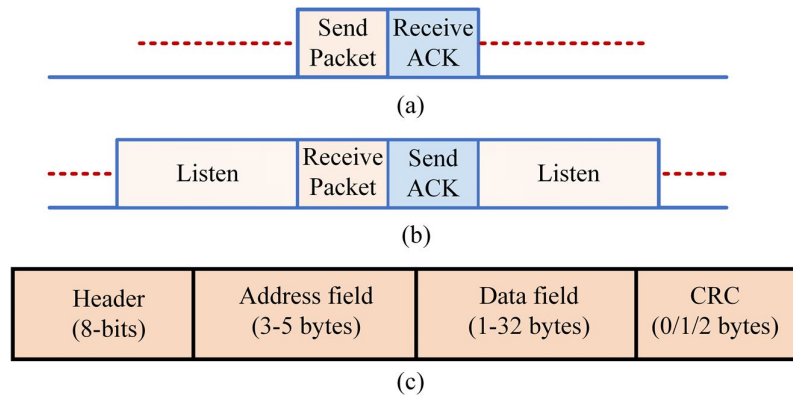 Send Receive
Packet ACK
(a)
Listen Receive Send Listen
Packet ACK
(b)
Header Address field Data field CRC
(8-bits) (3-5 bytes) (1-32 bytes) (0/1/2 bytes)
(c)